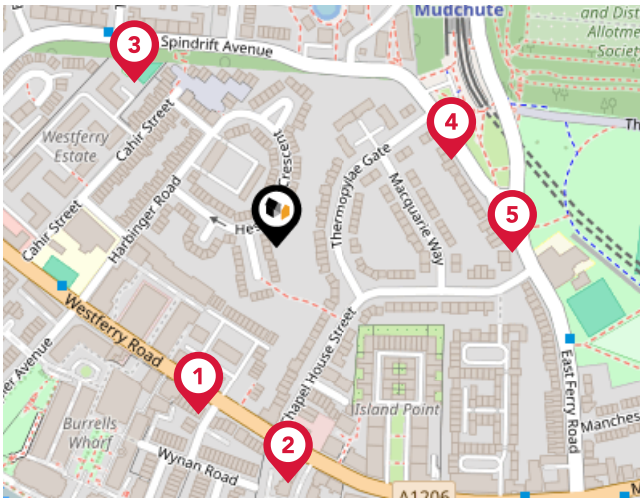 Mudchute
and Dist
Allotme
Society
Spindrift Avenue
3
Cahir Street
Westferry
Estate
4
Crescent
Thermopylae Gate
Macquarie Way
Harbinger Road
Hes
5
Cahir Street
Westferry Road
Chapel House Street
1
East Ferry Road
Island Point
Burrells
Wharf
2
Wynan Road
Manches
A1206